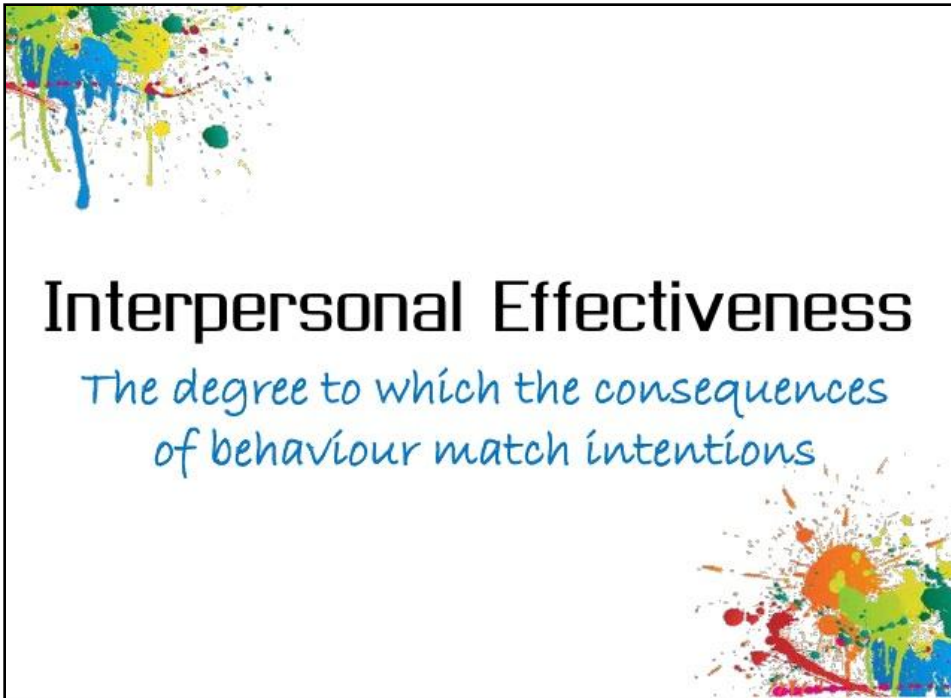 Interpersonal Effectiveness
The degree to which the consequences
of behaviour match intentions